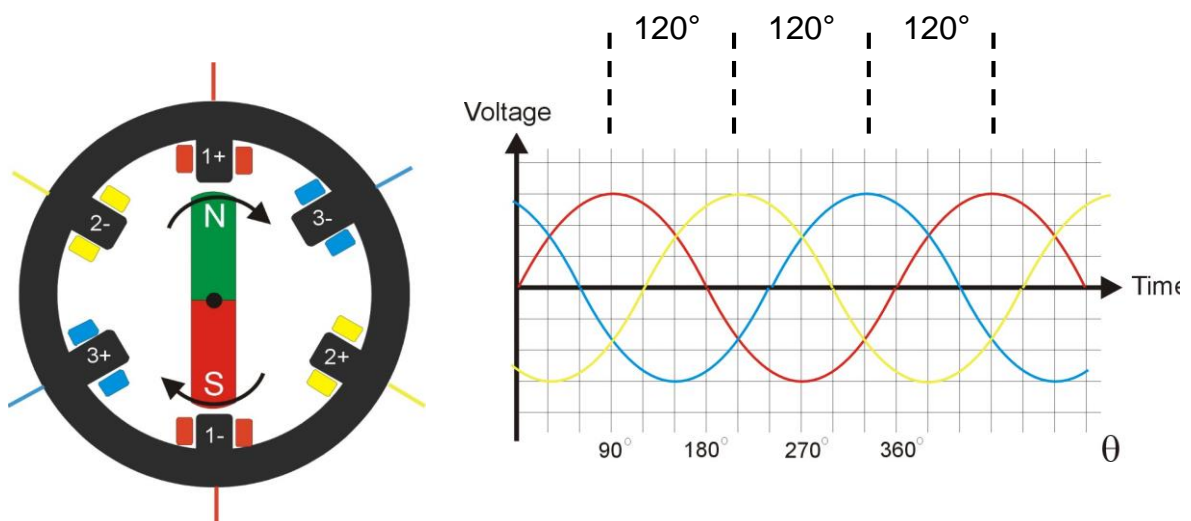 120° 120° 120°
Voltage
1+
2-
3-
N
3+
2+
S
1-
Time
90° 180° 270° 360° θ